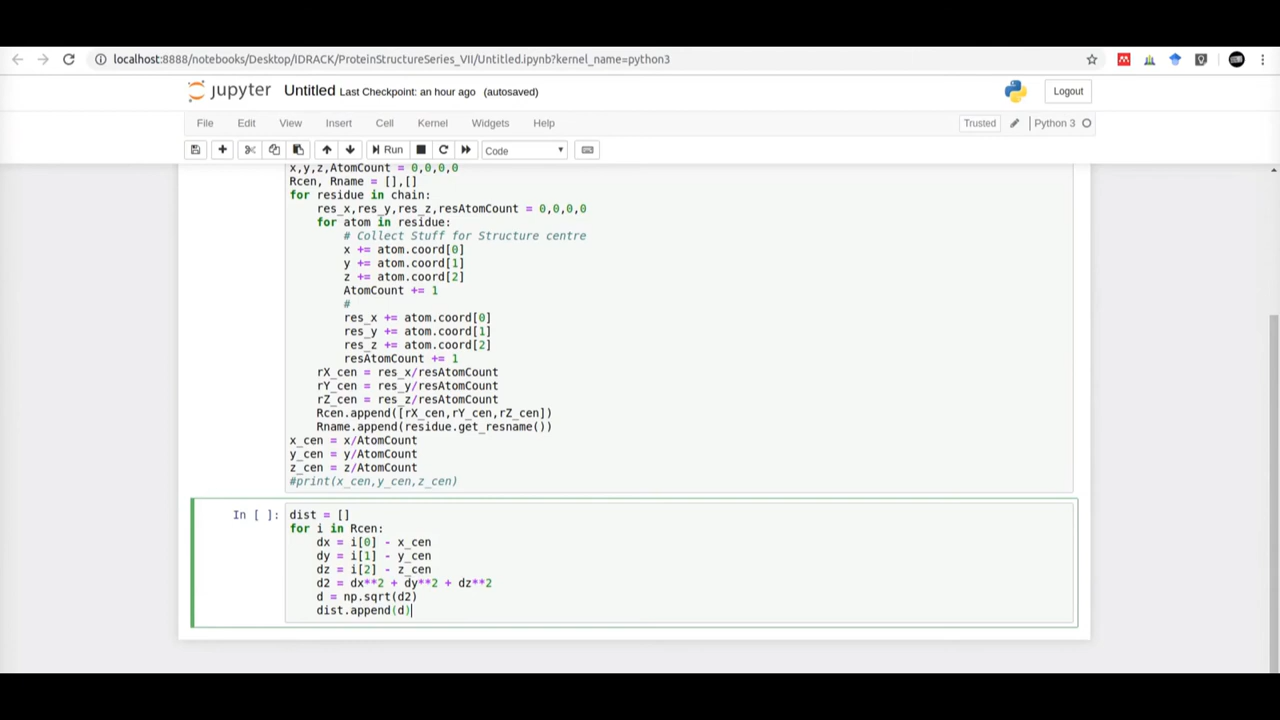 localhost:8888/notebooks/Desktop/IDRACK/ProteinStructureSeries_VII/Untitled.ipynb?kernel_name=python3
jupyter Untitled Last Checkpoint: an hour ago (autosaved)
Logout
File Edit View Insert Cell Kernel Widgets Help
Trusted Python 3
Run Code
x,y,z,AtomCount = 0,0,0,0
Rcen, Rname = [],[]
for residue in chain:
    res_x,res_y,res_z,resAtomCount = 0,0,0,0
    for atom in residue:
        # Collect Stuff for Structure centre
        x += atom.coord[0]
        y += atom.coord[1]
        z += atom.coord[2]
        AtomCount += 1
        #
        res_x += atom.coord[0]
        res_y += atom.coord[1]
        res_z += atom.coord[2]
        resAtomCount += 1
    rX_cen = res_x/resAtomCount
    rY_cen = res_y/resAtomCount
    rZ_cen = res_z/resAtomCount
    Rcen.append([rX_cen,rY_cen,rZ_cen])
    Rname.append(residue.get_resname())
x_cen = x/AtomCount
y_cen = y/AtomCount
z_cen = z/AtomCount
#print(x_cen,y_cen,z_cen)
In [ ]: dist = []
for i in Rcen:
    dx = i[0] - x_cen
    dy = i[1] - y_cen
    dz = i[2] - z_cen
    d2 = dx**2 + dy**2 + dz**2
    d = np.sqrt(d2)
    dist.append(d)